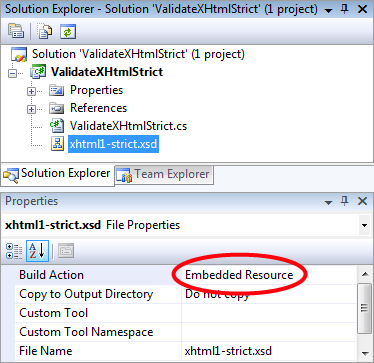 Solution Explorer - Solution 'ValidateXHtmlStrict' (1 project)
Solution 'ValidateXHtmlStrict' (1 project)
ValidateXHtmlStrict
Properties
References
ValidateXHtmlStrict.cs
xhtml1-strict.xsd
Solution Explorer Team Explorer
Properties
xhtml1-strict.xsd File Properties
Build Action Embedded Resource
Copy to Output Directory Do not copy
Custom Tool
Custom Tool Namespace
File Name xhtml1-strict.xsd